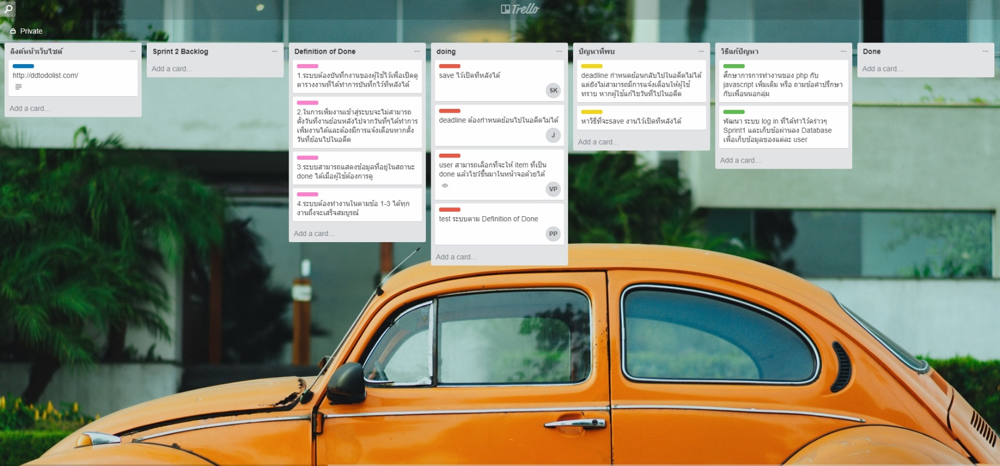 Trello
Private
ลิงค์หน้าเว็บไซต์
http://ddtodolist.com/
Add a card...
Sprint 2 Backlog
Add a card...
Definition of Done
1.ระบบต้องบันทึกงานของผู้ใช้ไว้เพื่อเปิดดู
ตารางงานที่ได้ทำการบันทึกไว้ทีหลังได้
2.ในการเพิ่มงานเข้าสู่ระบบจะไม่สามารถ
ตั้งวันที่งานย้อนหลังไปจากวันที่ๆได้ทำการ
เพิ่มงานได้และต้องมีการแจ้งเตือนหากตั้ง
วันที่ย้อนไปในอดีต
3.ระบบสามารถแสดงข้อมูลที่อยู่ในสถานะ
done ได้เมื่อผู้ใช้ต้องการดู
4.ระบบต้องทำงานในตามข้อ 1-3 ได้ทุก
งานถึงจะเสร็จสมบูรณ์
Add a card...
doing
save ไว้เปิดทีหลังได้
SK
deadline ต้องกำหนดย้อนไปในอดีตไม่ได้
J
user สามารถเลือกที่จะให้ item ที่เป็น
done แล้วโชว์ขึ้นมาในหน้าจอด้วยได้
VP
test ระบบตาม Definition of Done
PP
Add a card...
ปัญหาที่พบ
deadline กำหนดย้อนกลับไปในอดีตไม่ได้
แต่ยังไม่สามารถมีการแจ้งเตือนให้ผู้ใช้
ทราบ หากผู้ใช้แก้ไขวันที่ไปในอดีต
หาวิธีที่จะsave งานไว้เปิดทีหลังได้
Add a card...
วิธีแก้ปัญหา
ศึกษาการการทำงานของ php กับ
javascript เพิ่มเติม หรือ ถามข้อคำปรึกษา
กับเพื่อนนอกลุ่ม
พัฒนา ระบบ log in ที่ได้ทำไว้คร่าวๆ
Sprint1 และเก็บข้อผ่านลง Database
เพื่อเก็บข้อมูลของแต่ละ user
Add a card...
Done
Add a card...